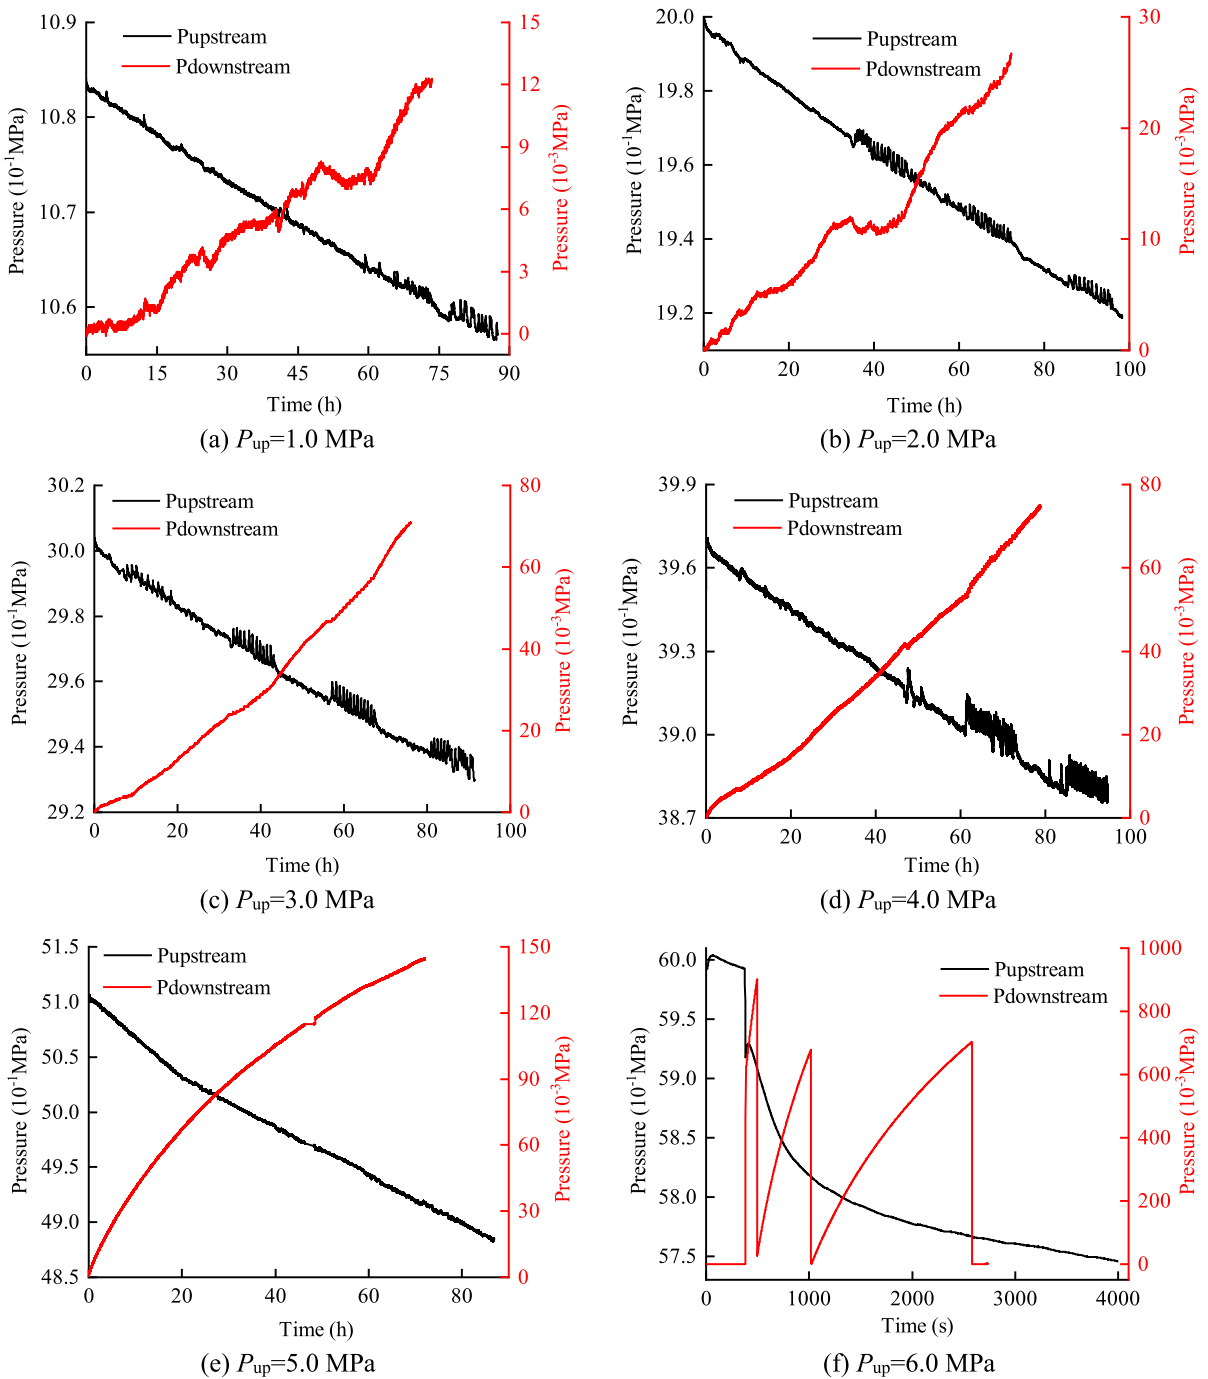 10.9
10.8
10.7
10.6
Pressure (10⁻¹MPa)
Pupstream
Pdownstream
15
12
9
6
3
0
Pressure (10⁻³MPa)
0 15 30 45 60 75 90
Time (h)
(a) Pup=1.0 MPa
20.0
19.8
19.6
19.4
19.2
Pressure (10⁻¹MPa)
Pupstream
Pdownstream
30
20
10
0
Pressure (10⁻³MPa)
0 20 40 60 80 100
Time (h)
(b) Pup=2.0 MPa
30.2
30.0
29.8
29.6
29.4
29.2
Pressure (10⁻¹MPa)
Pupstream
Pdownstream
80
60
40
20
0
Pressure (10⁻³MPa)
0 20 40 60 80 100
Time (h)
(c) Pup=3.0 MPa
39.9
39.6
39.3
39.0
38.7
Pressure (10⁻¹MPa)
Pupstream
Pdownstream
80
60
40
20
0
Pressure (10⁻³MPa)
0 20 40 60 80 100
Time (h)
(d) Pup=4.0 MPa
51.5
51.0
50.5
50.0
49.5
49.0
48.5
Pressure (10⁻¹MPa)
Pupstream
Pdownstream
150
120
90
60
30
0
Pressure (10⁻³MPa)
0 20 40 60 80
Time (h)
(e) Pup=5.0 MPa
60.0
59.5
59.0
58.5
58.0
57.5
Pressure (10⁻¹MPa)
Pupstream
Pdownstream
1000
800
600
400
200
0
Pressure (10⁻³MPa)
0 1000 2000 3000 4000
Time (s)
(f) Pup=6.0 MPa